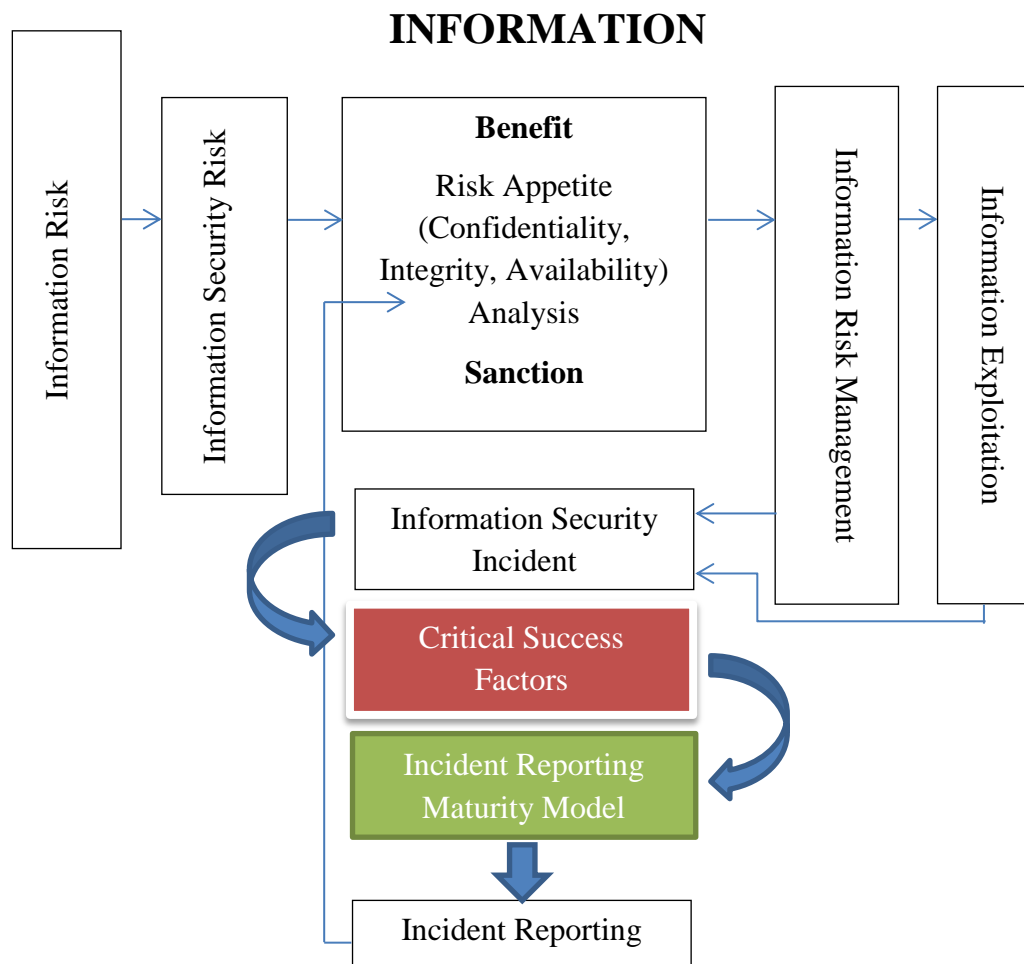 INFORMATION
Information Risk
Information Security Risk
Benefit
Risk Appetite
(Confidentiality,
Integrity, Availability)
Analysis
Sanction
Information Risk Management
Information Exploitation
Information Security
Incident
Critical Success
Factors
Incident Reporting
Maturity Model
Incident Reporting